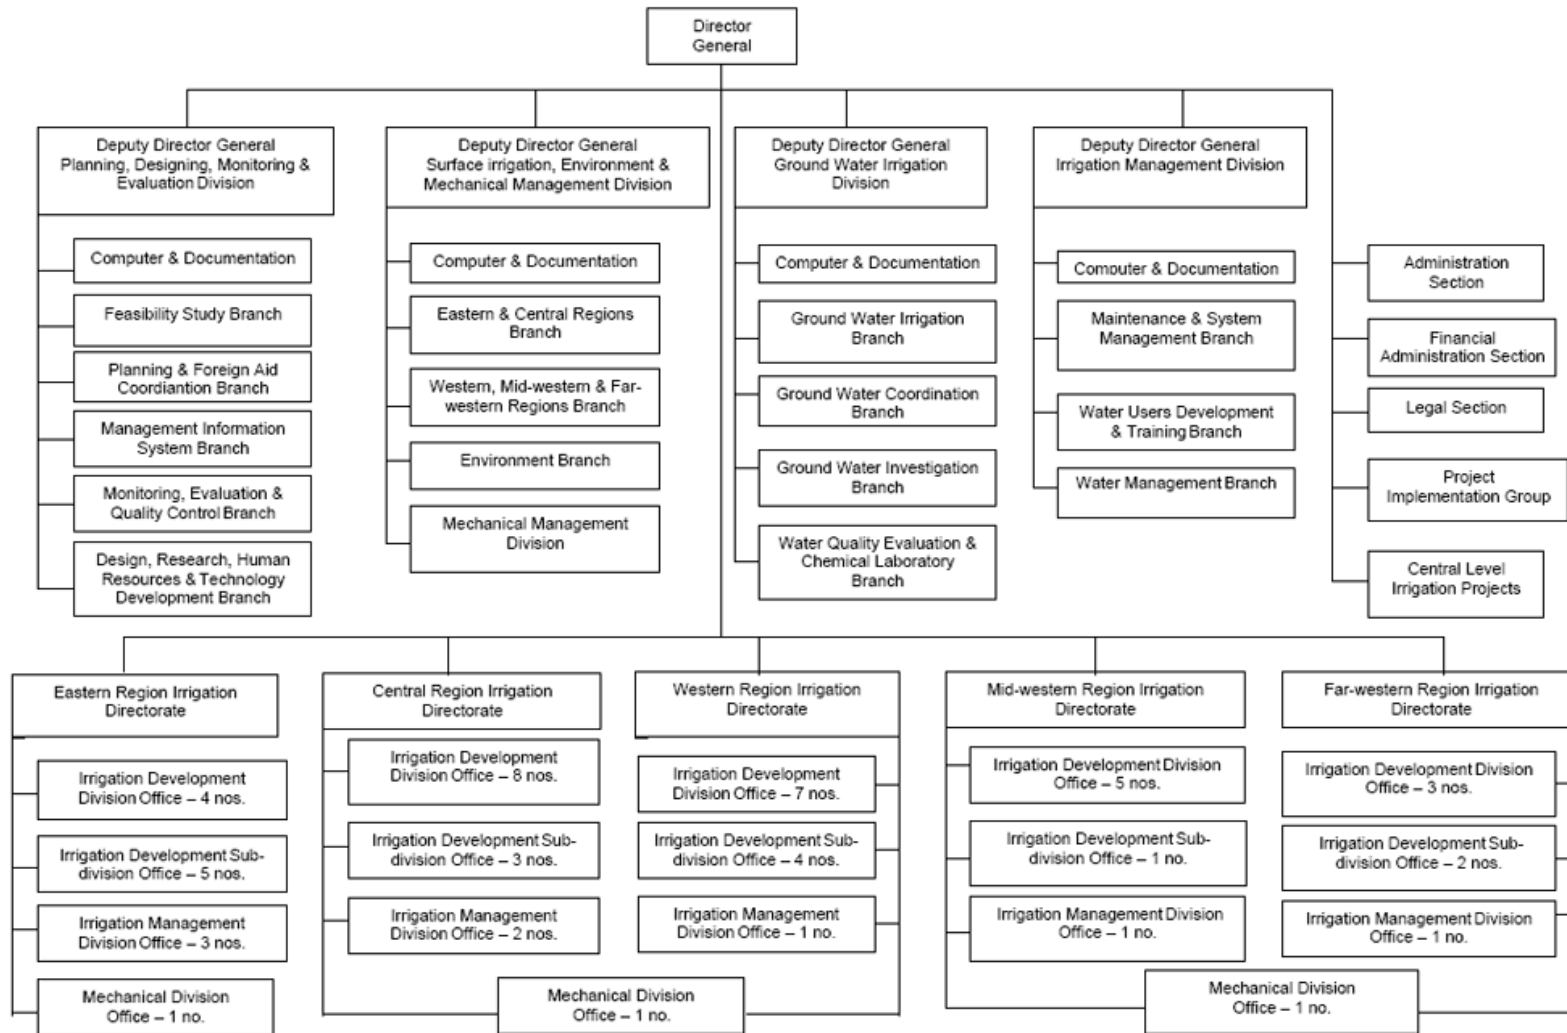 Director
General
Deputy Director General
Planning, Designing, Monitoring &
Evaluation Division
Computer & Documentation
Feasibility Study Branch
Planning & Foreign Aid
Coordiantion Branch
Management Information
System Branch
Monitoring, Evaluation &
Quality Control Branch
Design, Research, Human
Resources & Technology
Development Branch
Deputy Director General
Surface irrigation, Environment &
Mechanical Management Division
Computer & Documentation
Eastern & Central Regions
Branch
Western, Mid-western & Far-
western Regions Branch
Environment Branch
Mechanical Management
Division
Deputy Director General
Ground Water Irrigation
Division
Computer & Documentation
Ground Water Irrigation
Branch
Ground Water Coordination
Branch
Ground Water Investigation
Branch
Water Quality Evaluation &
Chemical Laboratory
Branch
Deputy Director General
Irrigation Management Division
Computer & Documentation
Maintenance & System
Management Branch
Water Users Development
& Training Branch
Water Management Branch
Administration
Section
Financial
Administration Section
Legal Section
Project
Implementation Group
Central Level
Irrigation Projects
Eastern Region Irrigation
Directorate
Irrigation Development
Division Office – 4 nos.
Irrigation Development Sub-
division Office – 5 nos.
Irrigation Management
Division Office – 3 nos.
Mechanical Division
Office – 1 no.
Central Region Irrigation
Directorate
Irrigation Development
Division Office – 8 nos.
Irrigation Development Sub-
division Office – 3 nos.
Irrigation Management
Division Office – 2 nos.
Western Region Irrigation
Directorate
Irrigation Development
Division Office – 7 nos.
Irrigation Development Sub-
division Office – 4 nos.
Irrigation Management
Division Office – 1 no.
Mechanical Division
Office – 1 no.
Mid-western Region Irrigation
Directorate
Irrigation Development Division
Office – 5 nos.
Irrigation Development Sub-
division Office – 1 no.
Irrigation Management Division
Office – 1 no.
Far-western Region Irrigation
Directorate
Irrigation Development Division
Office – 3 nos.
Irrigation Development Sub-
division Office – 2 nos.
Irrigation Management Division
Office – 1 no.
Mechanical Division
Office – 1 no.